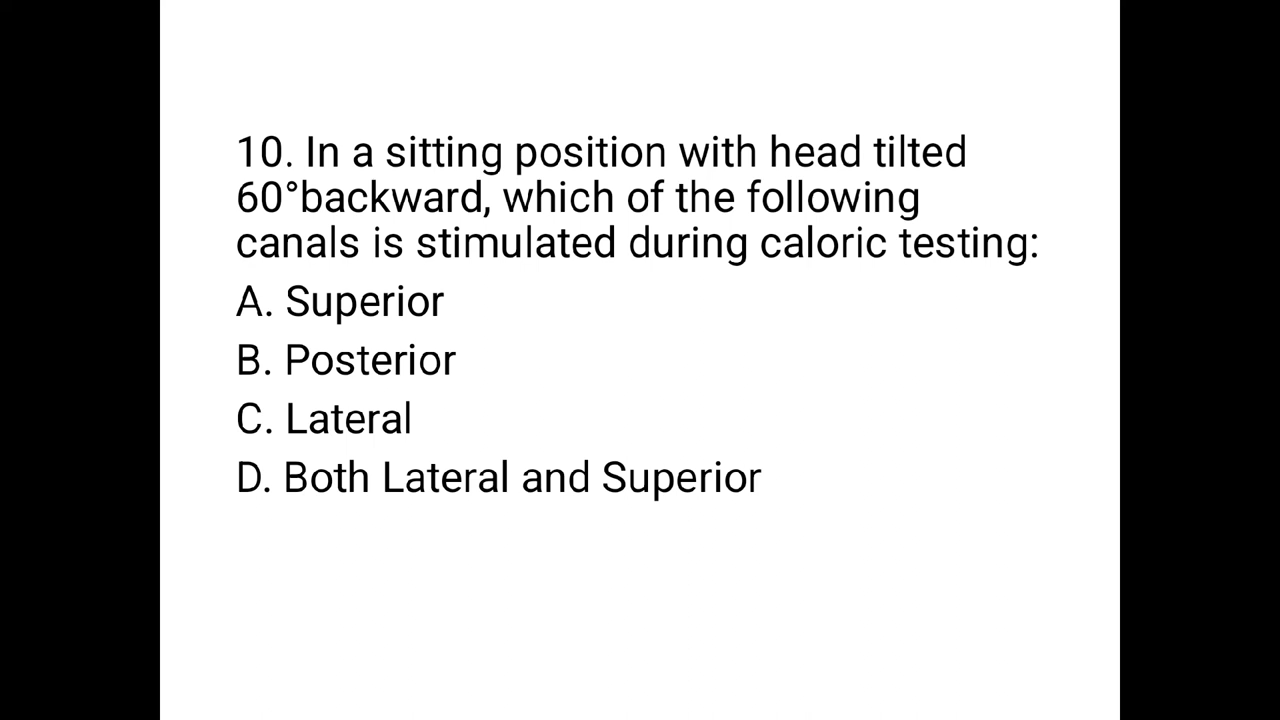 10. In a sitting position with head tilted
60°backward, which of the following
canals is stimulated during caloric testing:
A. Superior
B. Posterior
C. Lateral
D. Both Lateral and Superior